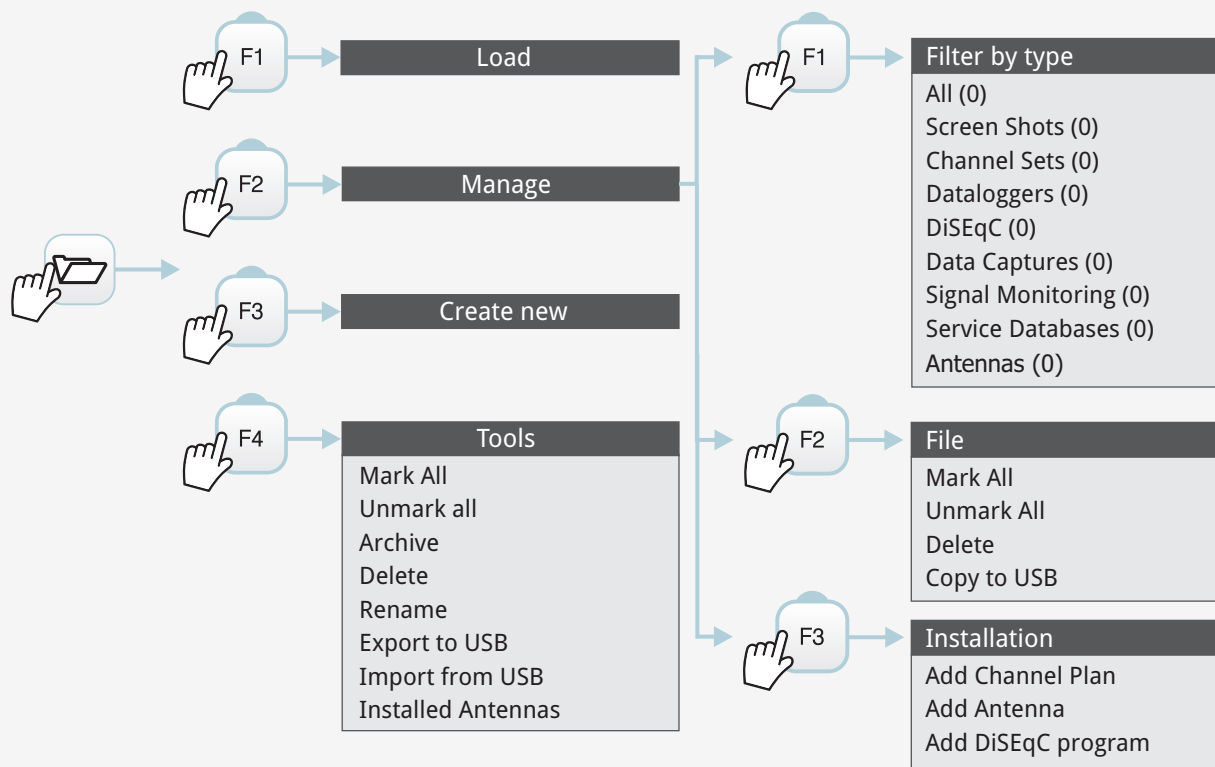 F1
Load
F2
Manage
F3
Create new
F4
Tools
Mark All
Unmark all
Archive
Delete
Rename
Export to USB
Import from USB
Installed Antennas
F1
Filter by type
All (0)
Screen Shots (0)
Channel Sets (0)
Dataloggers (0)
DiSEqC (0)
Data Captures (0)
Signal Monitoring (0)
Service Databases (0)
Antennas (0)
F2
File
Mark All
Unmark All
Delete
Copy to USB
F3
Installation
Add Channel Plan
Add Antenna
Add DiSEqC program